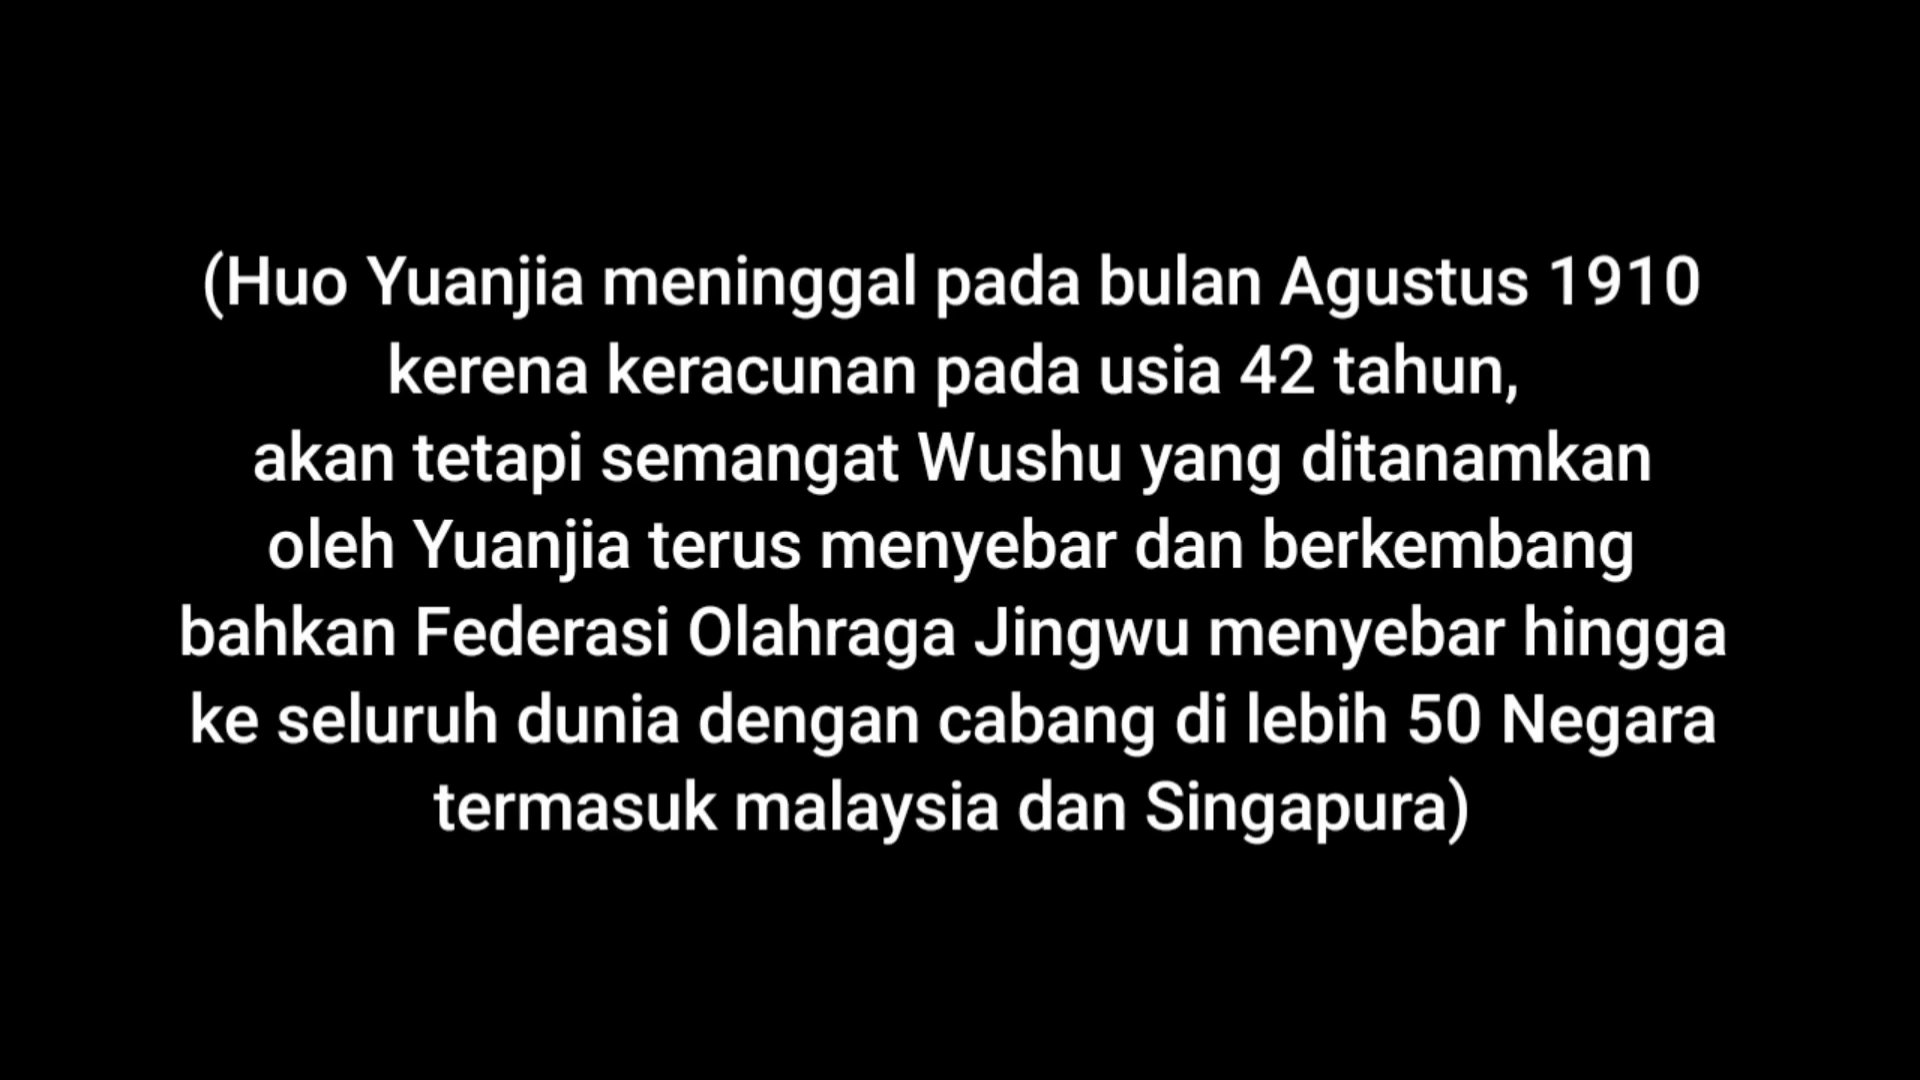 (Huo Yuanjia meninggal pada bulan Agustus 1910
kerena keracunan pada usia 42 tahun,
akan tetapi semangat Wushu yang ditanamkan
oleh Yuanjia terus menyebar dan berkembang
bahkan Federasi Olahraga Jingwu menyebar hingga
ke seluruh dunia dengan cabang di lebih 50 Negara
termasuk malaysia dan Singapura)